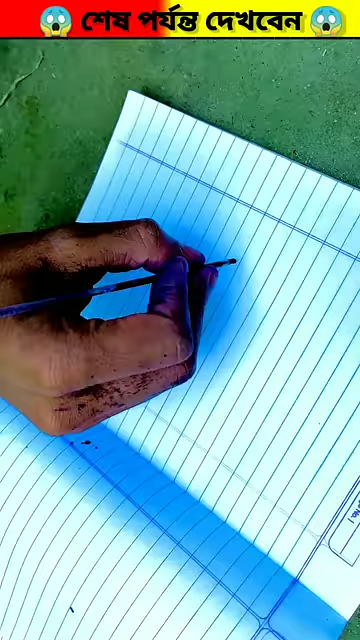 😱 শেষ পর্যন্ত দেখবেন 😱